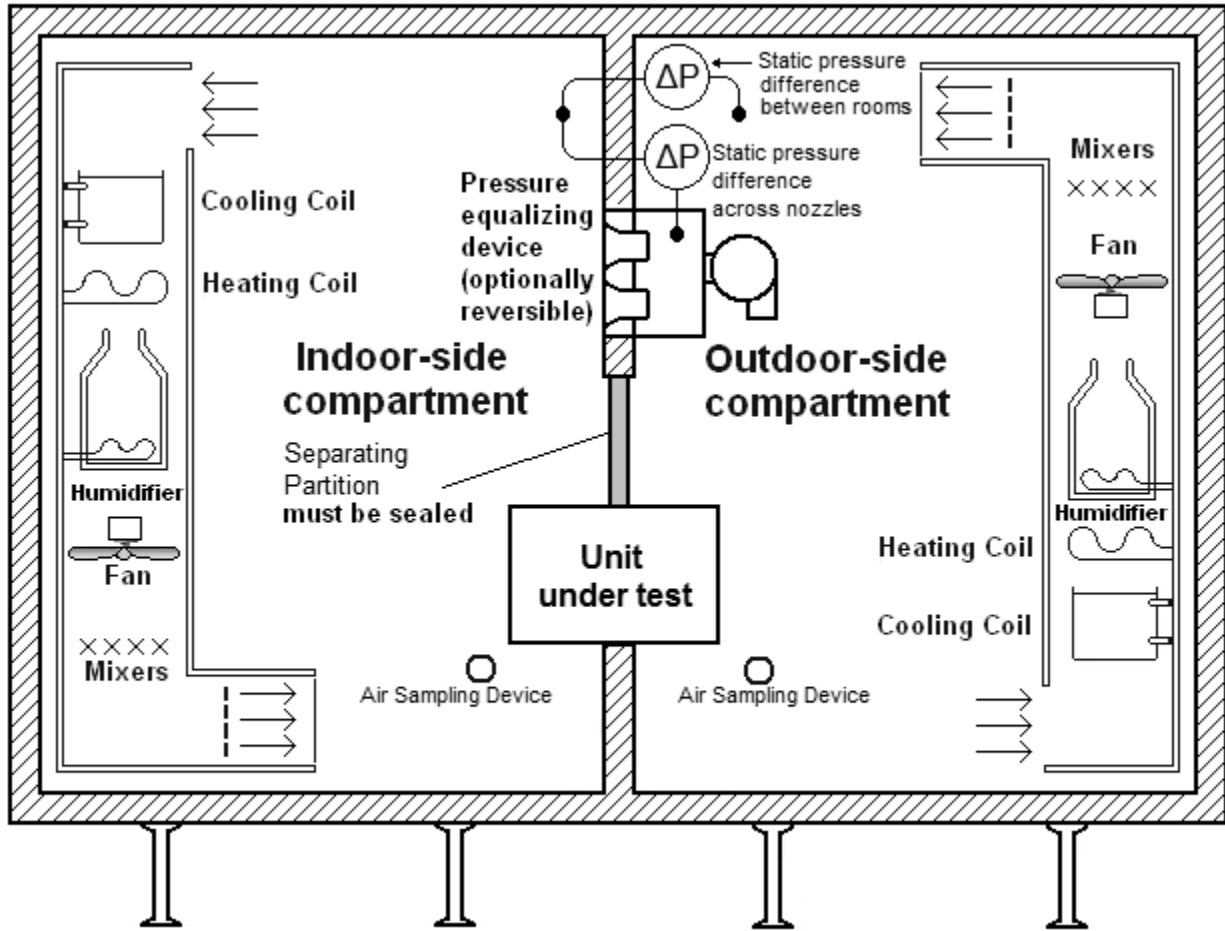 ΔP
Static pressure
difference
between rooms
ΔP
Static pressure
difference
across nozzles
Pressure
equalizing
device
(optionally
reversible)
Cooling Coil
Heating Coil
Humidifier
Fan
Mixers
Indoor-side
compartment
Separating
Partition
must be sealed
Unit
under test
Air Sampling Device
Outdoor-side
compartment
Air Sampling Device
Mixers
Fan
Humidifier
Heating Coil
Cooling Coil